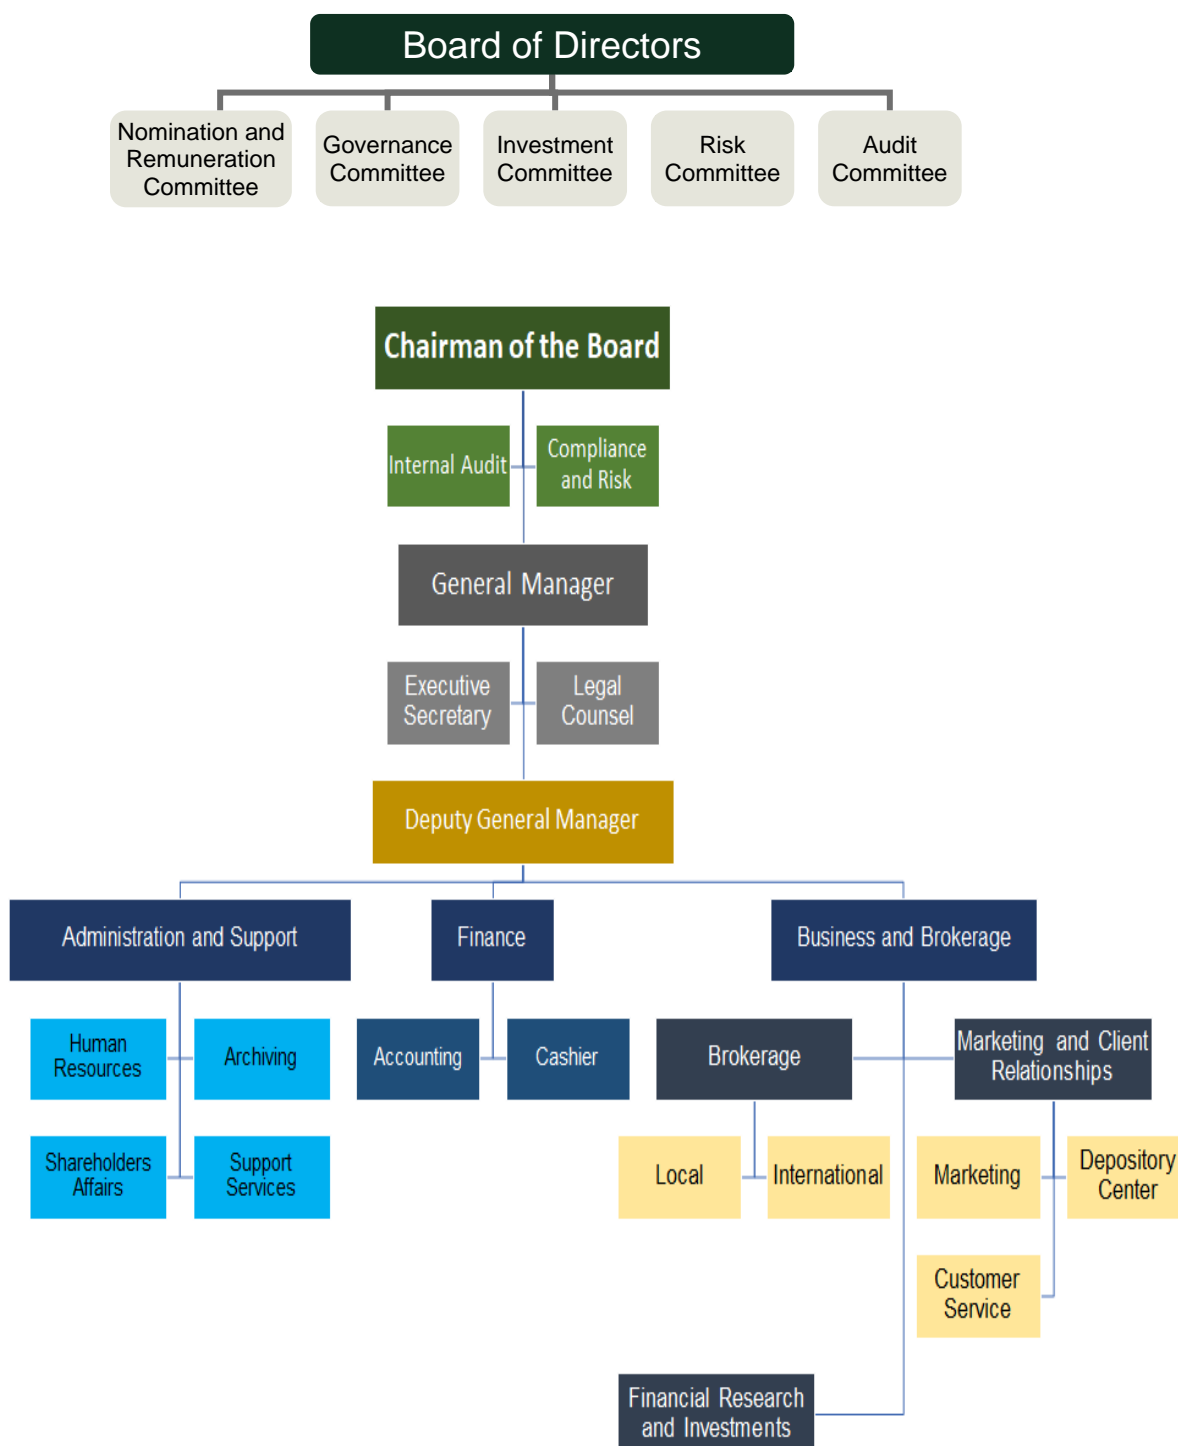 Board of Directors
Nomination and
Remuneration
Committee
Governance
Committee
Investment
Committee
Risk
Committee
Audit
Committee
Chairman of the Board
Internal Audit
Compliance
and Risk
General Manager
Executive
Secretary
Legal
Counsel
Deputy General Manager
Administration and Support
Finance
Business and Brokerage
Human
Resources
Archiving
Accounting
Cashier
Brokerage
Marketing and Client
Relationships
Shareholders
Affairs
Support
Services
Local
International
Marketing
Depository
Center
Customer
Service
Financial Research
and Investments